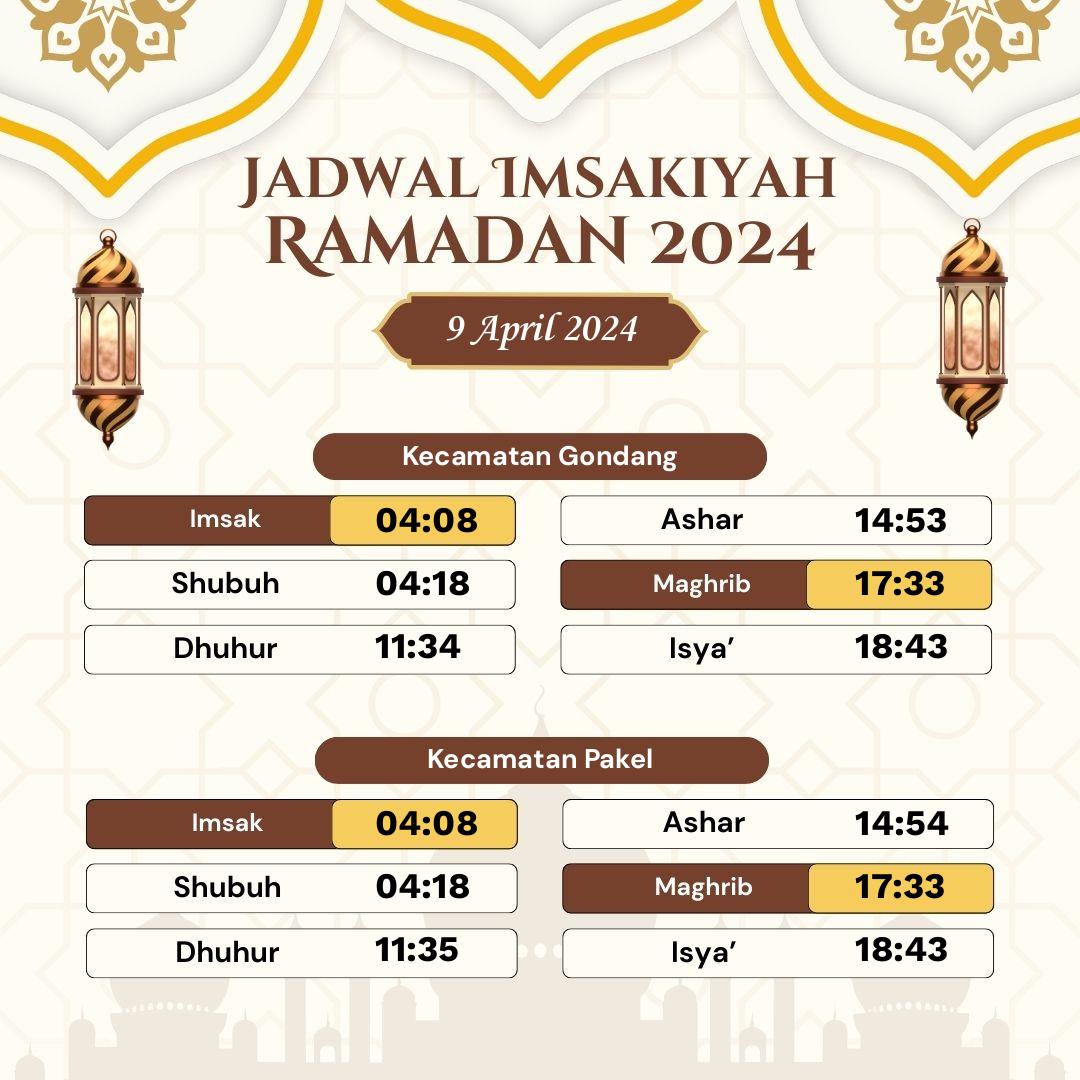 Jadwal Imsakiyah
Ramadan 2024
9 April 2024
Kecamatan Gondang
Imsak 04:08
Ashar 14:53
Shubuh 04:18
Maghrib 17:33
Dhuhur 11:34
Isya’ 18:43
Kecamatan Pakel
Imsak 04:08
Ashar 14:54
Shubuh 04:18
Maghrib 17:33
Dhuhur 11:35
Isya’ 18:43